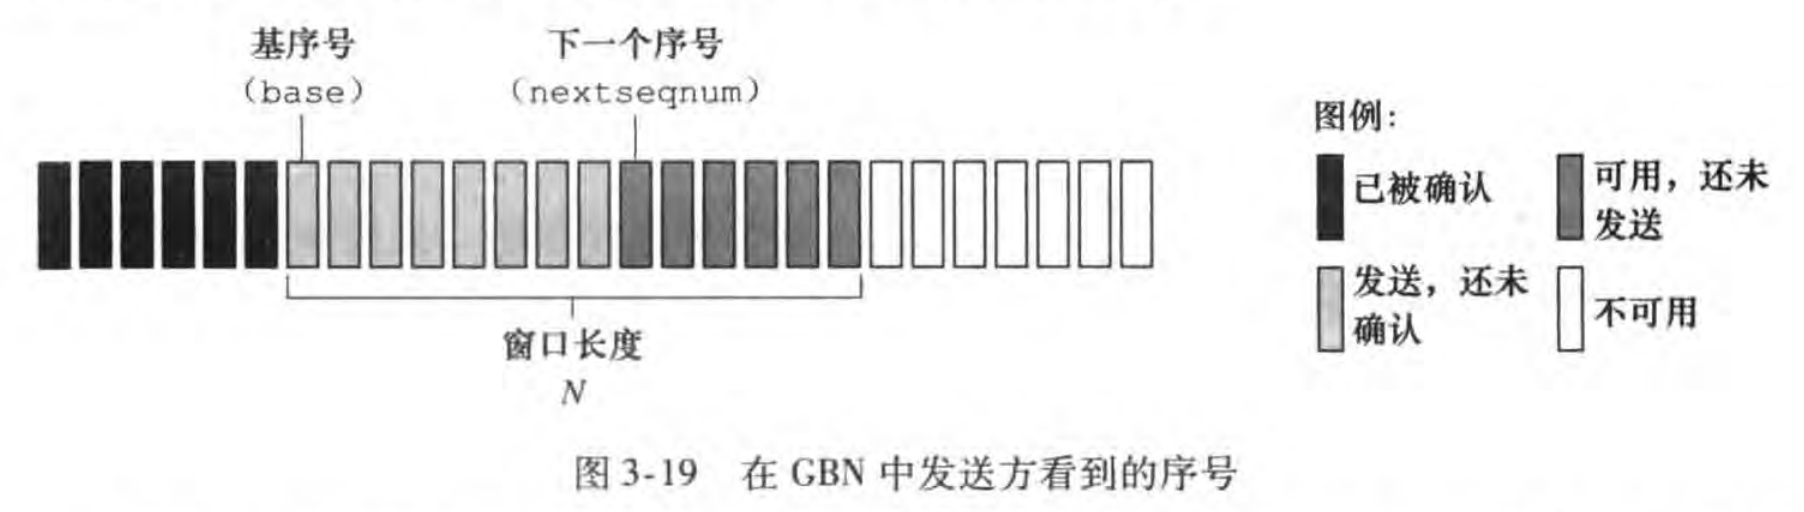 基序号
（base）
下一个序号
（nextseqnum）
窗口长度
N
图例：
已被确认
可用，还未
发送
发送，还未
确认
不可用
图 3-19 在 GBN 中发送方看到的序号